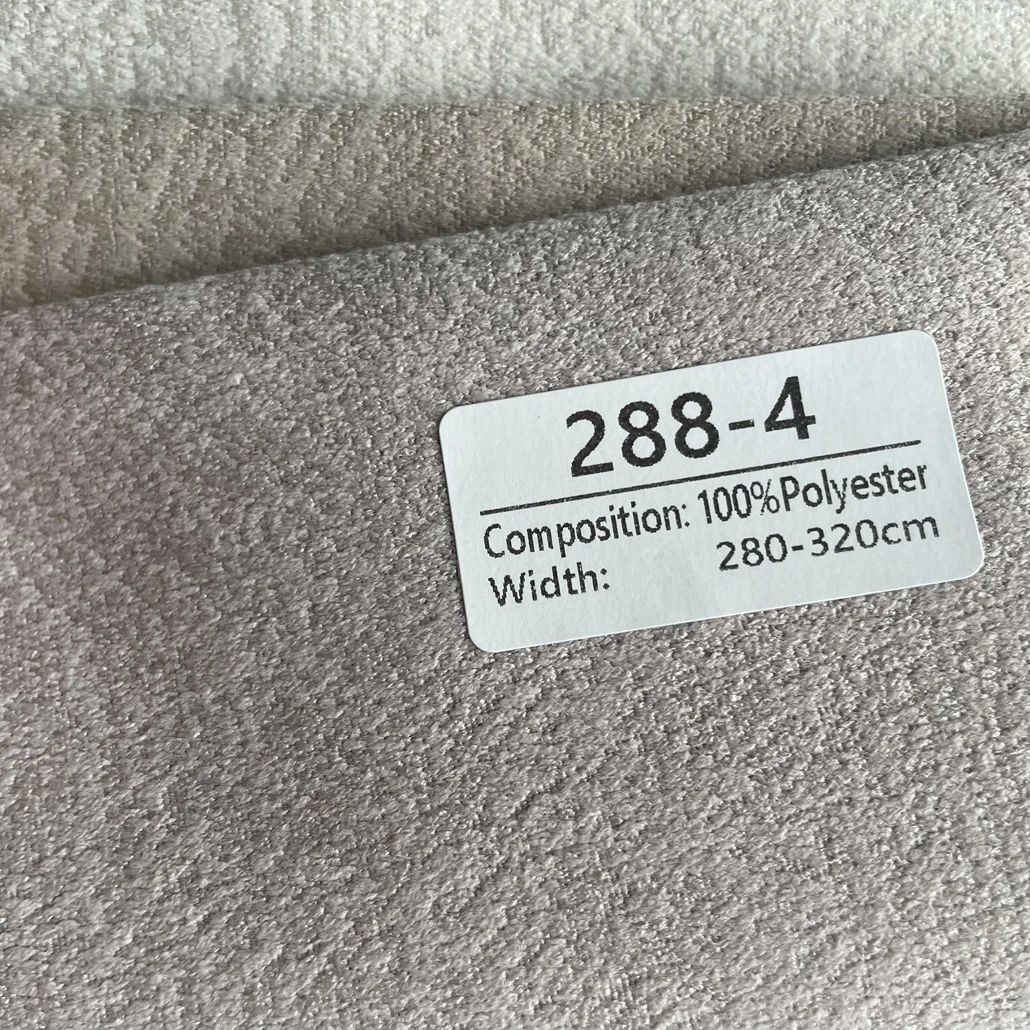 288-4
Composition: 100%Polyester
Width: 280-320cm